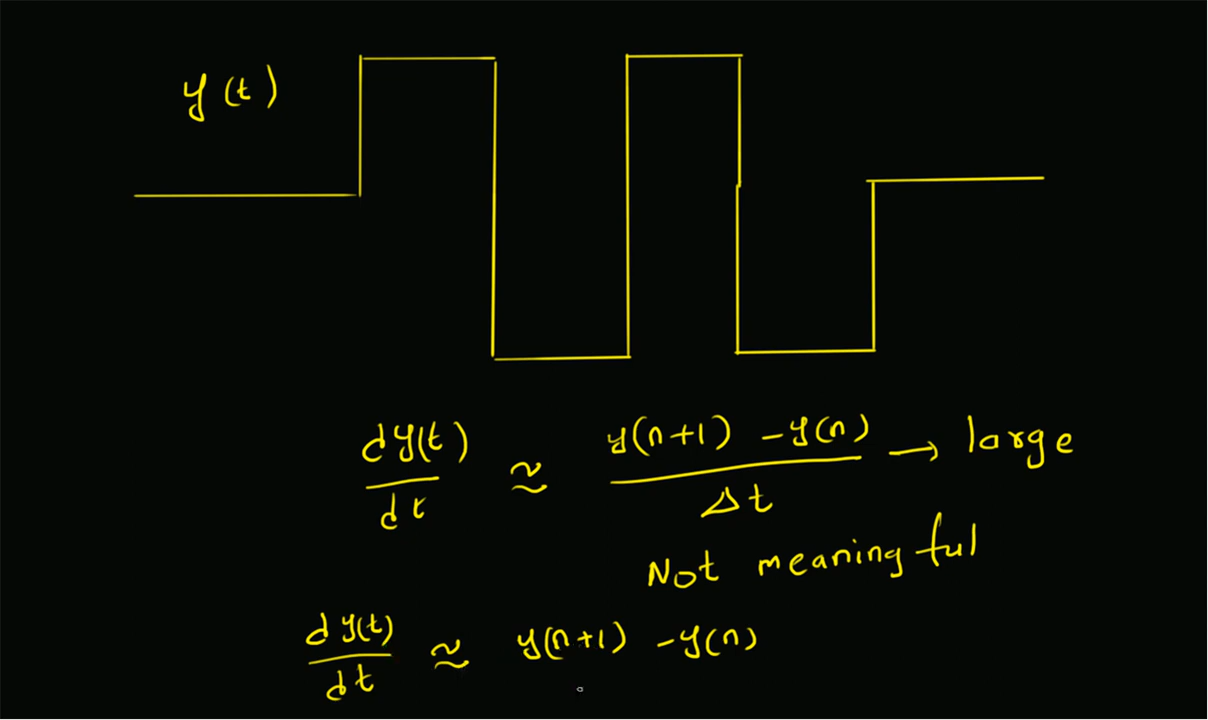 y(t)
dy(t)/dt ≈ y(n+1) - y(n)/Δt → large
Not meaningful
dy(t)/dt ≈ y(n+1) - y(n)